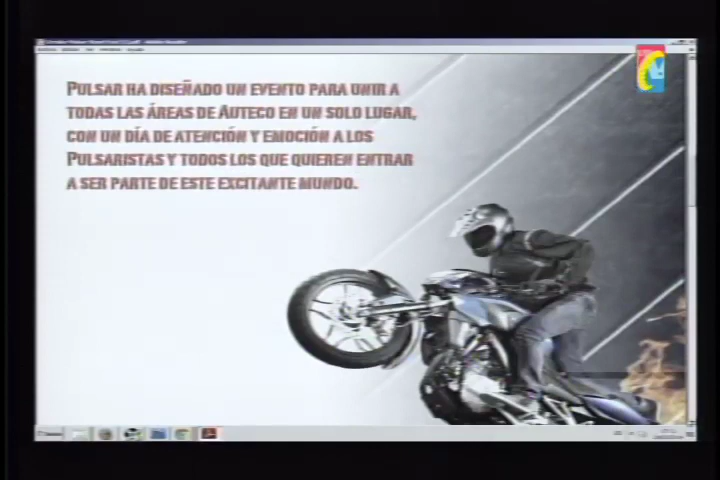 PULSAR HA DISEÑADO UN EVENTO PARA UNIR A
TODAS LAS ÁREAS DE AUTECO EN UN SOLO LUGAR,
CON UN DÍA DE ATENCIÓN Y EMOCIÓN A LOS
PULSARISTAS Y TODOS LOS QUE QUIEREN ENTRAR
A SER PARTE DE ESTE EXCITANTE MUNDO.